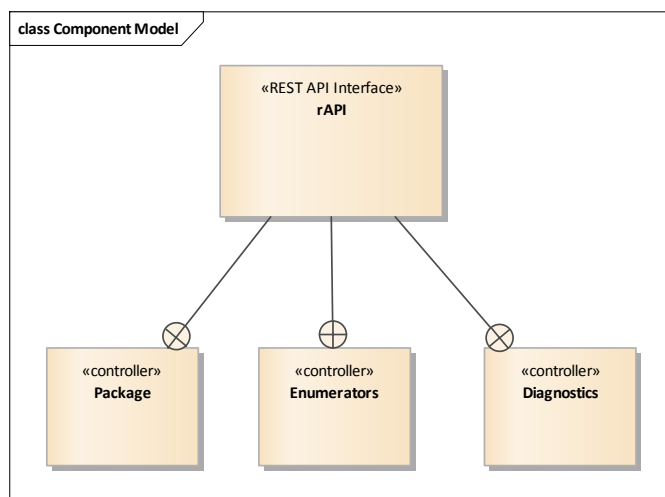 class Component Model
«REST API Interface»
rAPI
«controller»
Package
«controller»
Enumerators
«controller»
Diagnostics